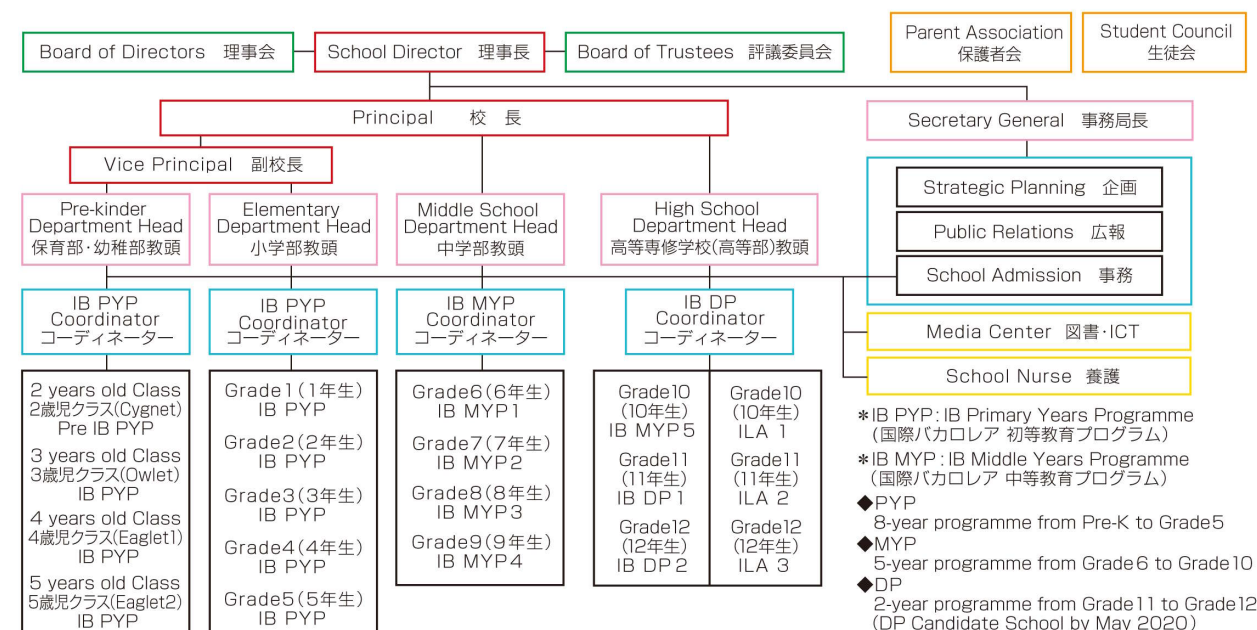 Board of Directors 理事会
School Director 理事長
Board of Trustees 評議委員会
Parent Association
保護者会
Student Council
生徒会
Principal 校 長
Secretary General 事務局長
Vice Principal 副校長
Strategic Planning 企画
Public Relations 広報
School Admission 事務
Pre-kinder
Department Head
保育部・幼稚部教頭
Elementary
Department Head
小学部教頭
Middle School
Department Head
中学部教頭
High School
Department Head
高等専修学校(高等部)教頭
IB PYP
Coordinator
コーディネーター
IB PYP
Coordinator
コーディネーター
IB MYP
Coordinator
コーディネーター
IB DP
Coordinator
コーディネーター
Media Center 図書・ICT
School Nurse 養護
2 years old Class
2歳児クラス(Cygnet)
Pre IB PYP
3 years old Class
3歳児クラス(Owlet)
IB PYP
4 years old Class
4歳児クラス(Eaglet1)
IB PYP
5 years old Class
5歳児クラス(Eaglet2)
IB PYP
Grade1(1年生)
IB PYP
Grade2(2年生)
IB PYP
Grade3(3年生)
IB PYP
Grade4(4年生)
IB PYP
Grade5(5年生)
IB PYP
Grade6(6年生)
IB MYP1
Grade7(7年生)
IB MYP2
Grade8(8年生)
IB MYP3
Grade9(9年生)
IB MYP4
Grade10
(10年生)
IB MYP5
Grade11
(11年生)
IB DP1
Grade12
(12年生)
IB DP2
Grade10
(10年生)
ILA 1
Grade11
(11年生)
ILA 2
Grade12
(12年生)
ILA 3
*IB PYP : IB Primary Years Programme
(国際バカロレア 初等教育プログラム)
*IB MYP : IB Middle Years Programme
(国際バカロレア 中等教育プログラム)
◆PYP
8-year programme from Pre-K to Grade5
◆MYP
5-year programme from Grade6 to Grade10
◆DP
2-year programme from Grade11 to Grade12
(DP Candidate School by May 2020)